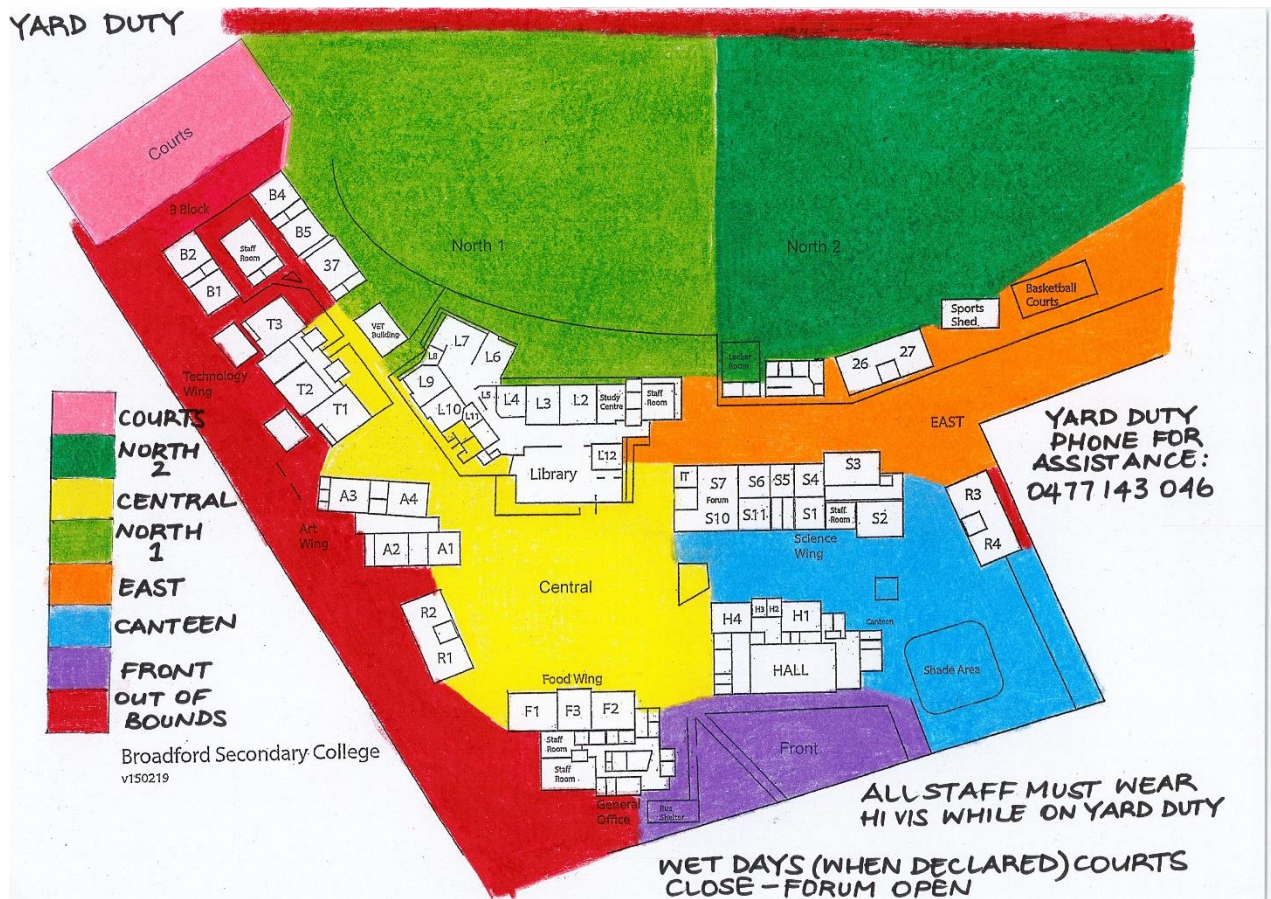 YARD DUTY
Courts
B Block
B4
B5
37
B2
B1
Staff
Room
North 1
North 2
Basketball
Courts
Sports
Shed
T3
T2
T1
Technology
Wing
VET
Building
L7
L6
L8
L9
L10
L11
L5
L4
L3
L2
Study
Centre
Staff
Room
Locker
Room
26
27
EAST
L12
Library
COURTS
NORTH
2
CENTRAL
NORTH
1
EAST
CANTEEN
FRONT
OUT OF
BOUNDS
YARD DUTY
PHONE FOR
ASSISTANCE:
0477143 046
A3
A4
Art
Wing
A2
A1
IT
S7
Forum
S10
S6
S11
S5
S4
S1
S3
Staff
Room
S2
Science
Wing
R3
R4
Central
R2
R1
H4
H3
H2
H1
HALL
Canteen
Shade Area
Food Wing
F1
F3
F2
Staff
Room
Staff
Room
General
Office
Bus
Shelter
Front
Broadford Secondary College
v150219
ALL STAFF MUST WEAR
HI VIS WHILE ON YARD DUTY
WET DAYS (WHEN DECLARED) COURTS
CLOSE - FORUM OPEN